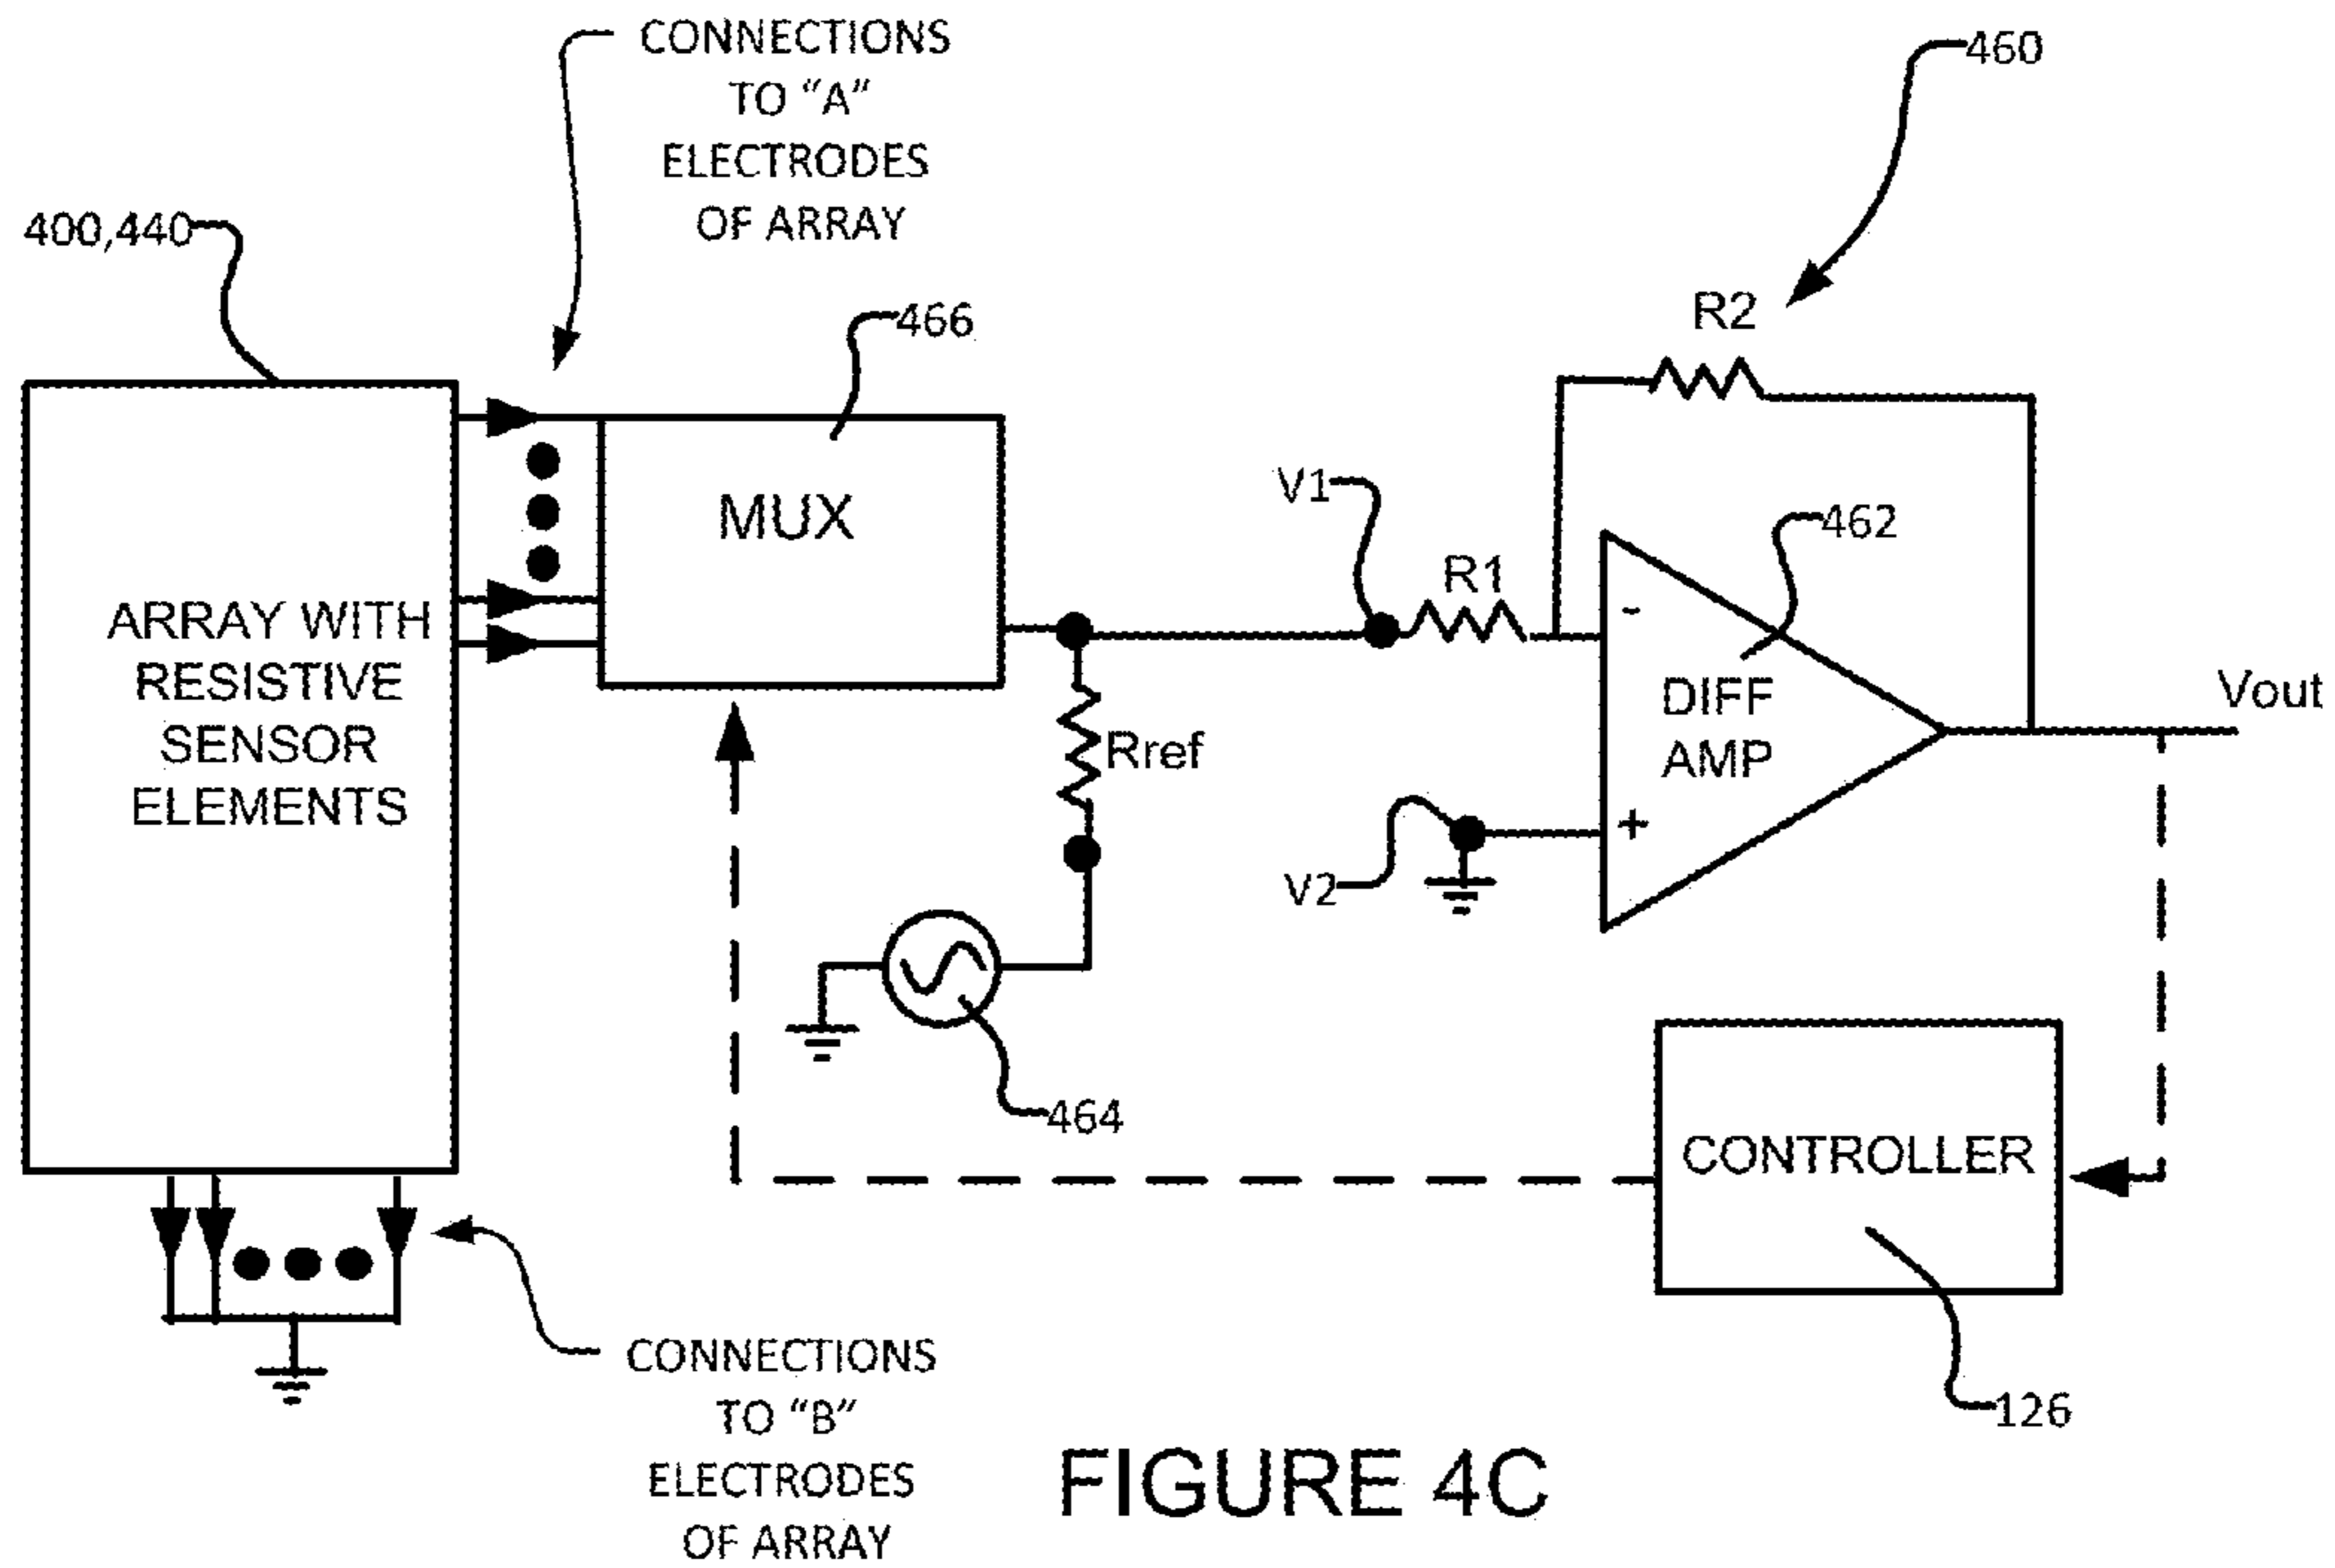 CONNECTIONS
TO “A”
ELECTRODES
OF ARRAY
460
400,440
466
R2
MUX
V1
R1
462
-
ARRAY WITH
RESISTIVE
SENSOR
ELEMENTS
DIFF
AMP
Vout
Rref
+
V2
464
CONTROLLER
126
CONNECTIONS
TO “B”
ELECTRODES
OF ARRAY
FIGURE 4C